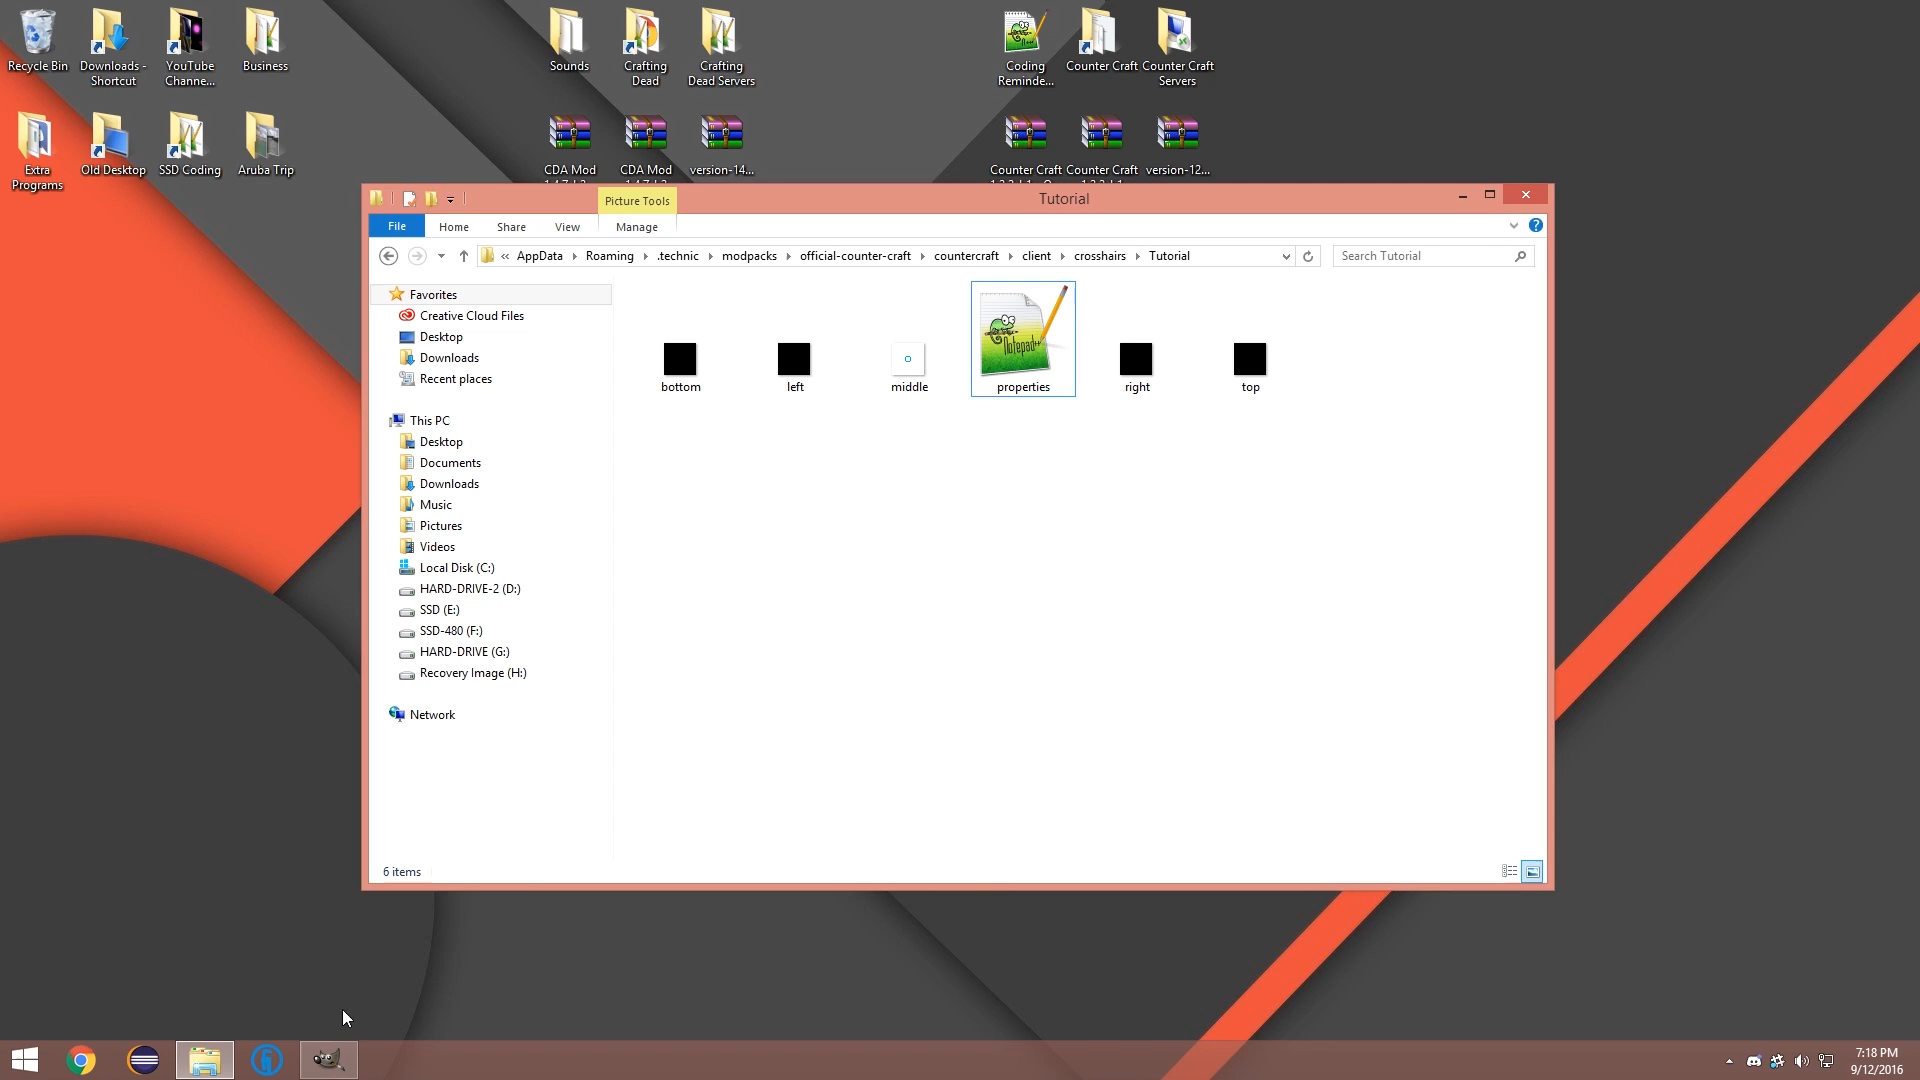 Recycle Bin
Downloads -
Shortcut
YouTube
Channe...
Business
Sounds
Crafting
Dead
Crafting
Dead Servers
Coding
Reminde...
Counter Craft
Counter Craft
Servers
Extra
Programs
Old Desktop
SSD Coding
Aruba Trip
CDA Mod
CDA Mod
version-14...
Counter Craft
Counter Craft
version-12...
Picture Tools
Tutorial
File
Home
Share
View
Manage
« AppData
Roaming
.technic
modpacks
official-counter-craft
countercraft
client
crosshairs
Tutorial
Search Tutorial
Favorites
Creative Cloud Files
Desktop
Downloads
Recent places
This PC
Desktop
Documents
Downloads
Music
Pictures
Videos
Local Disk (C:)
HARD-DRIVE-2 (D:)
SSD (E:)
SSD-480 (F:)
HARD-DRIVE (G:)
Recovery Image (H:)
Network
Notepad++
bottom
left
middle
properties
right
top
6 items
7:18 PM
9/12/2016